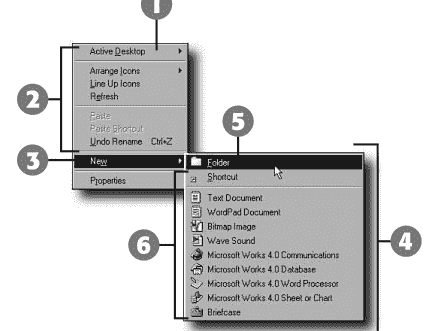 1
Active Desktop
2
Arrange Icons
Line Up Icons
Refresh
Paste
Paste Shortcut
Undo Rename Ctrl+Z
5
3
New
Folder
Properties
Shortcut
4
6
Text Document
WordPad Document
Bitmap Image
Wave Sound
Microsoft Works 4.0 Communications
Microsoft Works 4.0 Database
Microsoft Works 4.0 Word Processor
Microsoft Works 4.0 Sheet or Chart
Briefcase